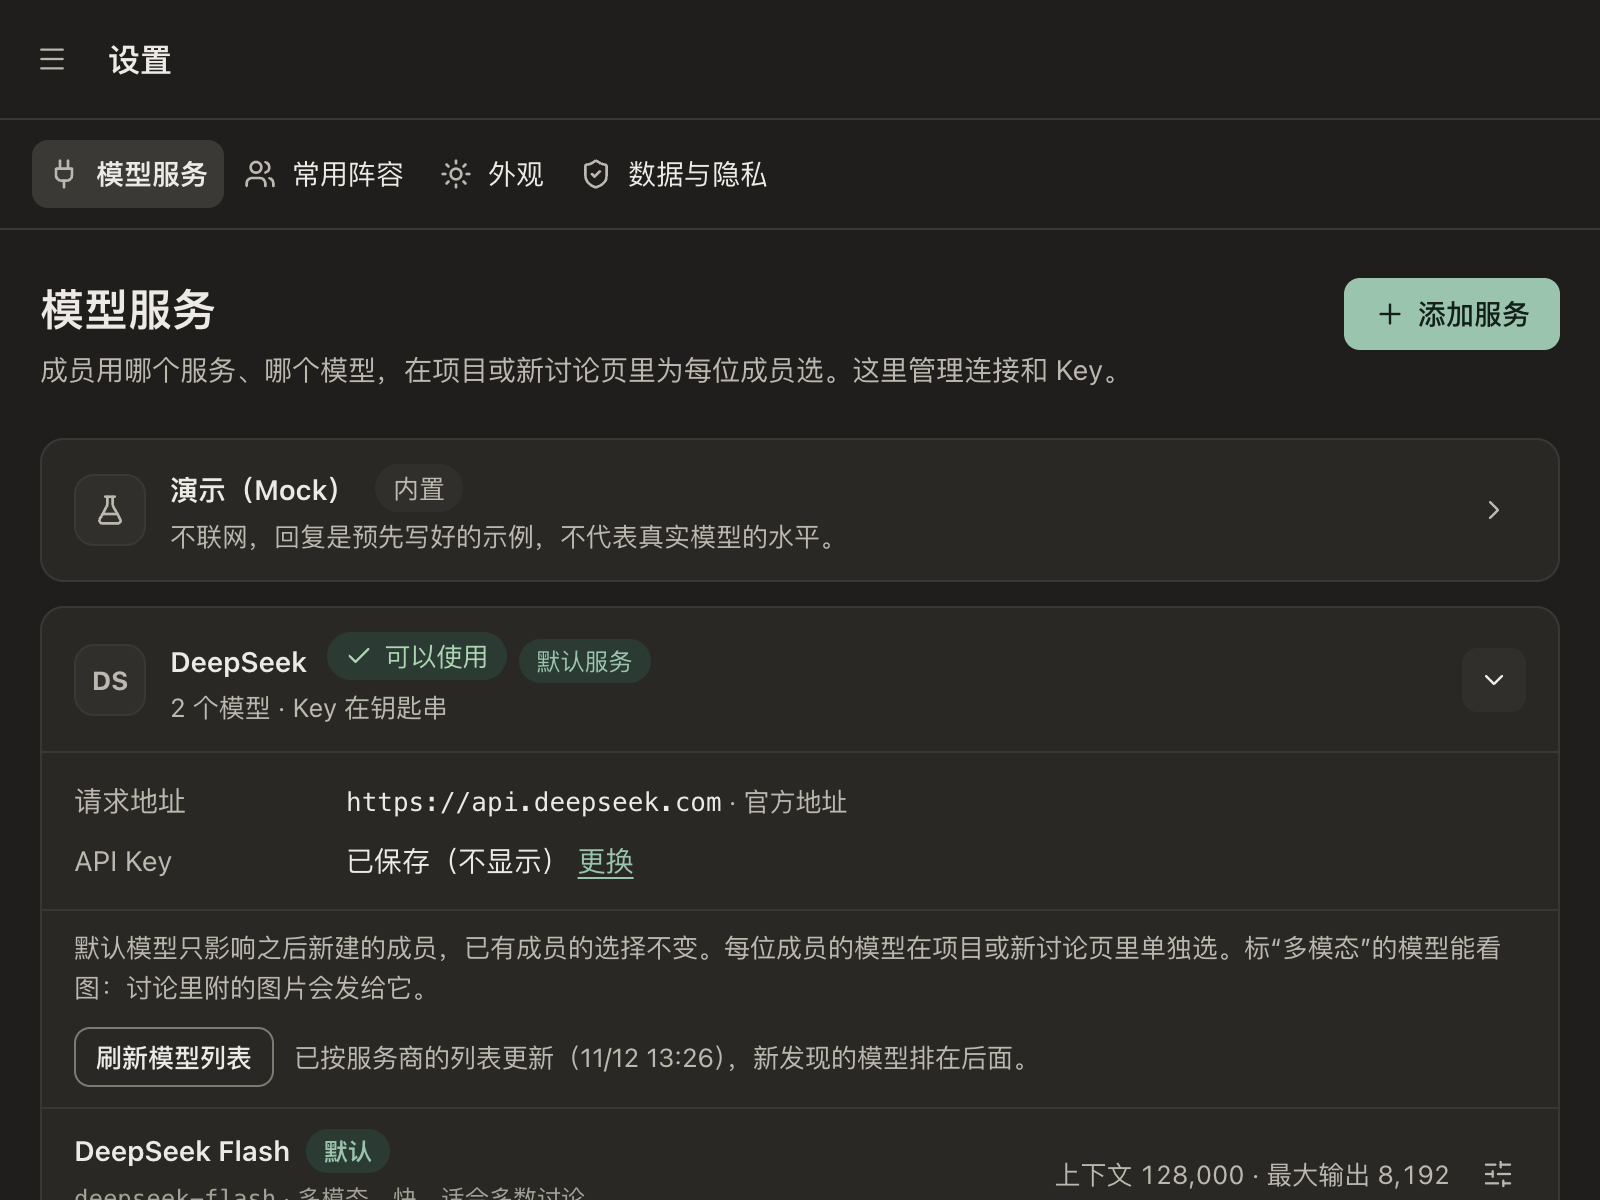 设置
模型服务 常用阵容 外观 数据与隐私
模型服务
添加服务
成员用哪个服务、哪个模型，在项目或新讨论页里为每位成员选。这里管理连接和 Key。
演示（Mock） 内置
不联网，回复是预先写好的示例，不代表真实模型的水平。
DS
DeepSeek 可以使用 默认服务
2 个模型 · Key 在钥匙串
请求地址 https://api.deepseek.com · 官方地址
API Key 已保存（不显示） 更换
默认模型只影响之后新建的成员，已有成员的选择不变。每位成员的模型在项目或新讨论页里单独选。标“多模态”的模型能看
图：讨论里附的图片会发给它。
刷新模型列表 已按服务商的列表更新（11/12 13:26），新发现的模型排在后面。
DeepSeek Flash 默认
上下文 128,000 · 最大输出 8,192
deepseek-flash · 多模态 快，适合多数讨论